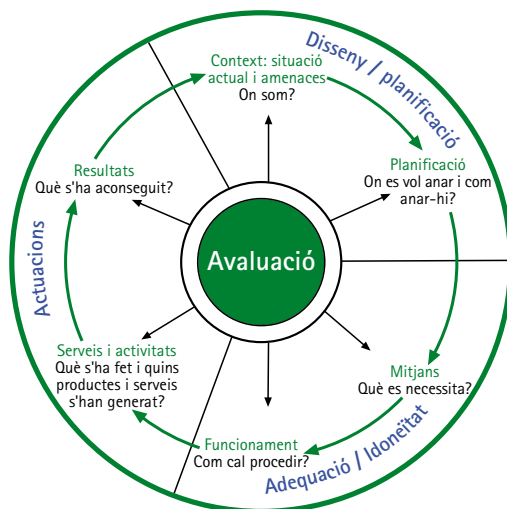 Disseny / planificació
Context: situació
actual i amenaces
On som?
Planificació
On es vol anar i com
anar-hi?
Resultats
Què s'ha aconseguit?
Actuacions
Avaluació
Serveis i activitats
Què s'ha fet i quins
productes i serveis
s'han generat?
Mitjans
Què es necessita?
Funcionament
Com cal procedir?
Adequació / Idoneïtat